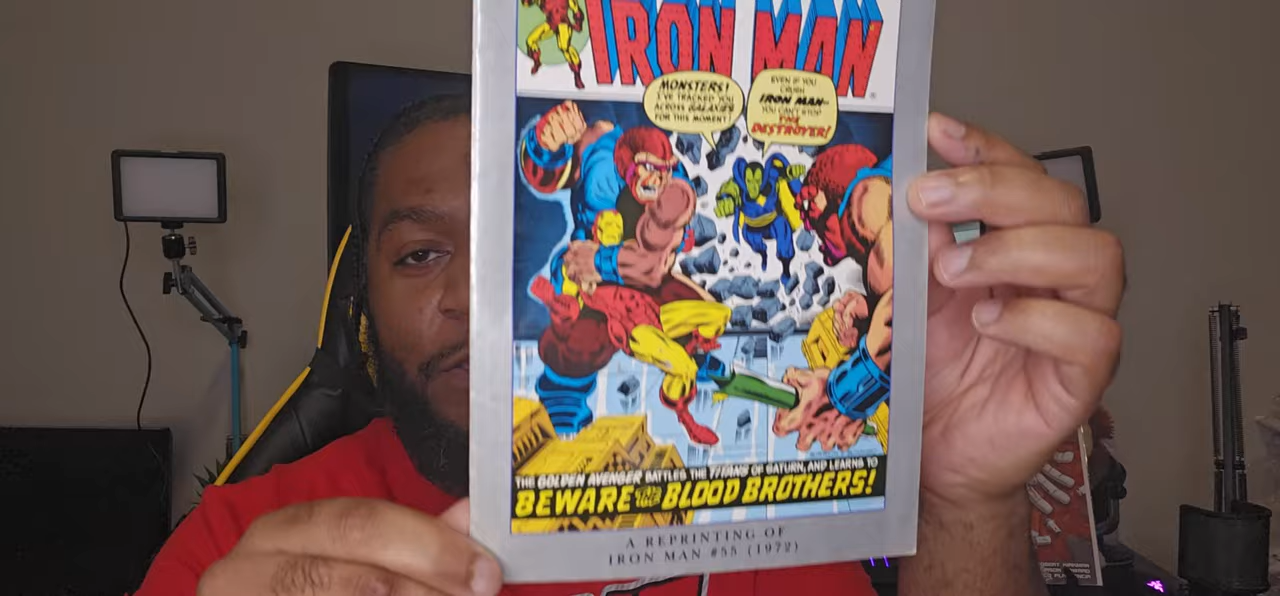 IRON MAN
MONSTERS!
I'VE TRACKED YOU
ACROSS GALAXIES
FOR THIS MOMENT!
EVEN IF YOU
CRUSH
IRON MAN--
YOU CAN'T STOP
THE
DESTROYER!
THE GOLDEN AVENGER BATTLES THE TITANS OF SATURN, AND LEARNS TO
BEWARE THE BLOOD BROTHERS!
A REPRINTING OF
IRON MAN #55 (1972)